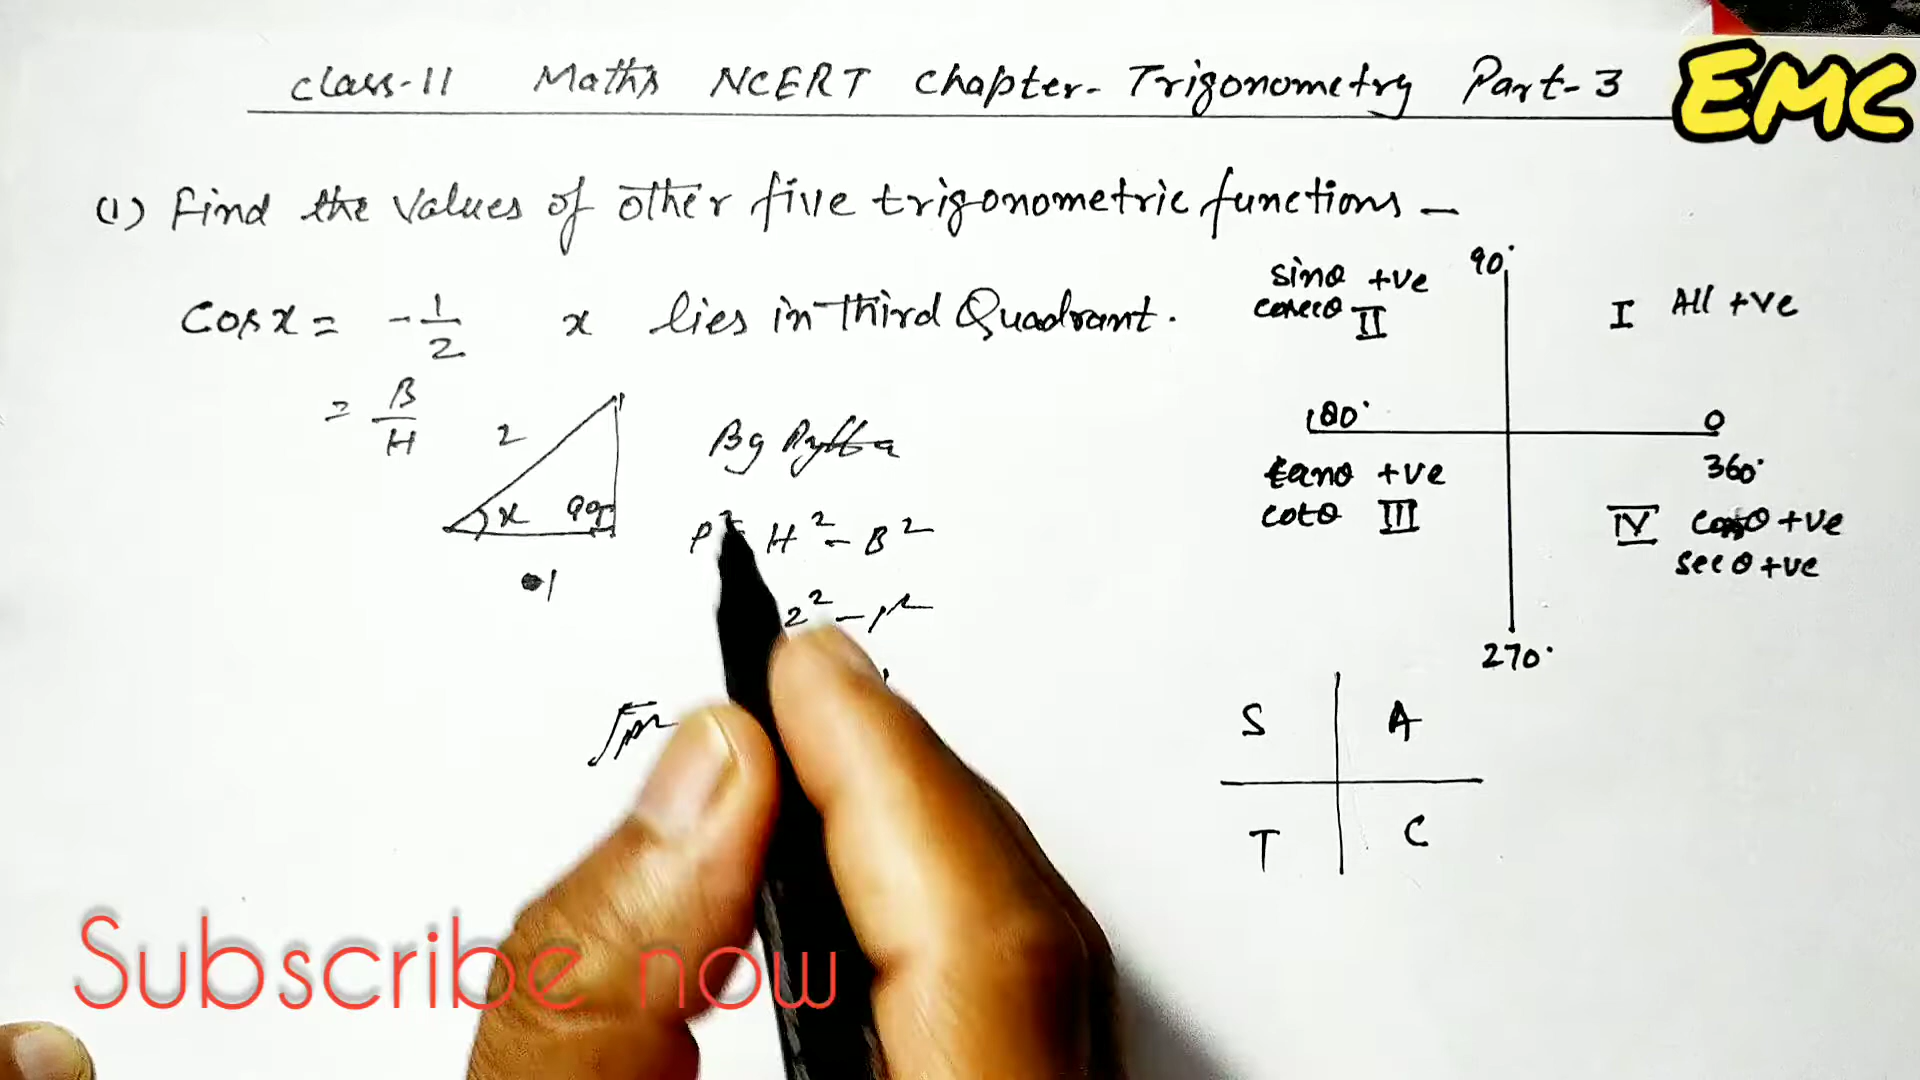 class-11 Maths NCERT Chapter- Trigonometry Part-3
EMC
(1) Find the values of other five trigonometric functions –
Cos x = -1/2 x lies in Third Quadrant.
= B/H
2
x 90°
1
By
P² = H² - B²
2² - 1²
√P²
90°
sinθ +ve
cosecθ II
I All +ve
180°
0
360°
tanθ +ve
cotθ III
IV cosθ +ve
secθ +ve
270°
S A
T C
Subscribe now